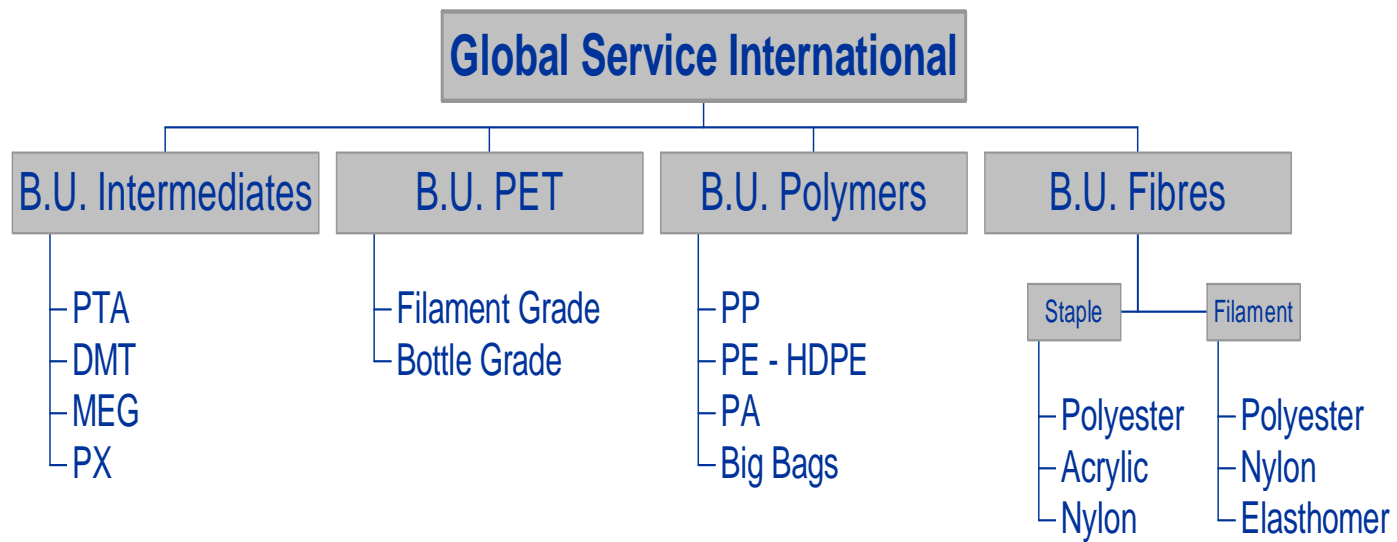 Global Service International
B.U. Intermediates
B.U. PET
B.U. Polymers
B.U. Fibres
PTA
DMT
MEG
PX
Filament Grade
Bottle Grade
PP
PE - HDPE
PA
Big Bags
Staple
Filament
Polyester
Acrylic
Nylon
Polyester
Nylon
Elasthomer